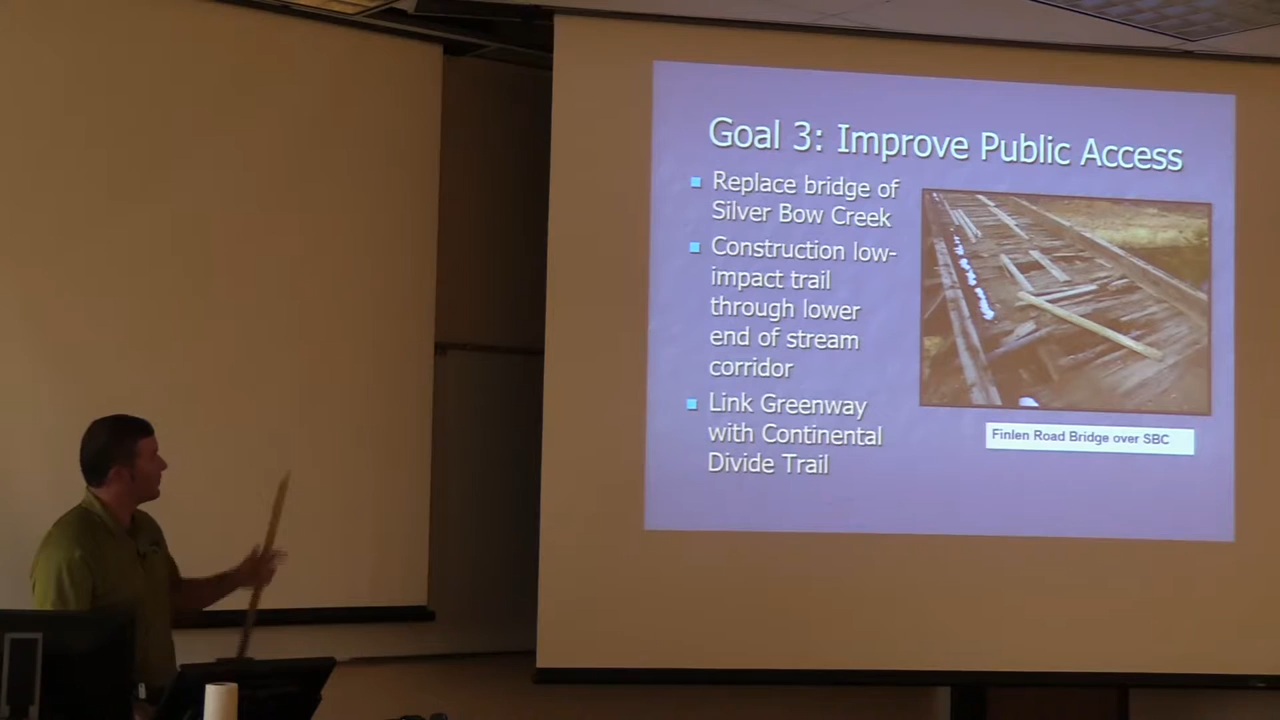 Goal 3: Improve Public Access
Replace bridge of
Silver Bow Creek
Construction low-
impact trail
through lower
end of stream
corridor
Link Greenway
with Continental
Divide Trail
Finlen Road Bridge over SBC